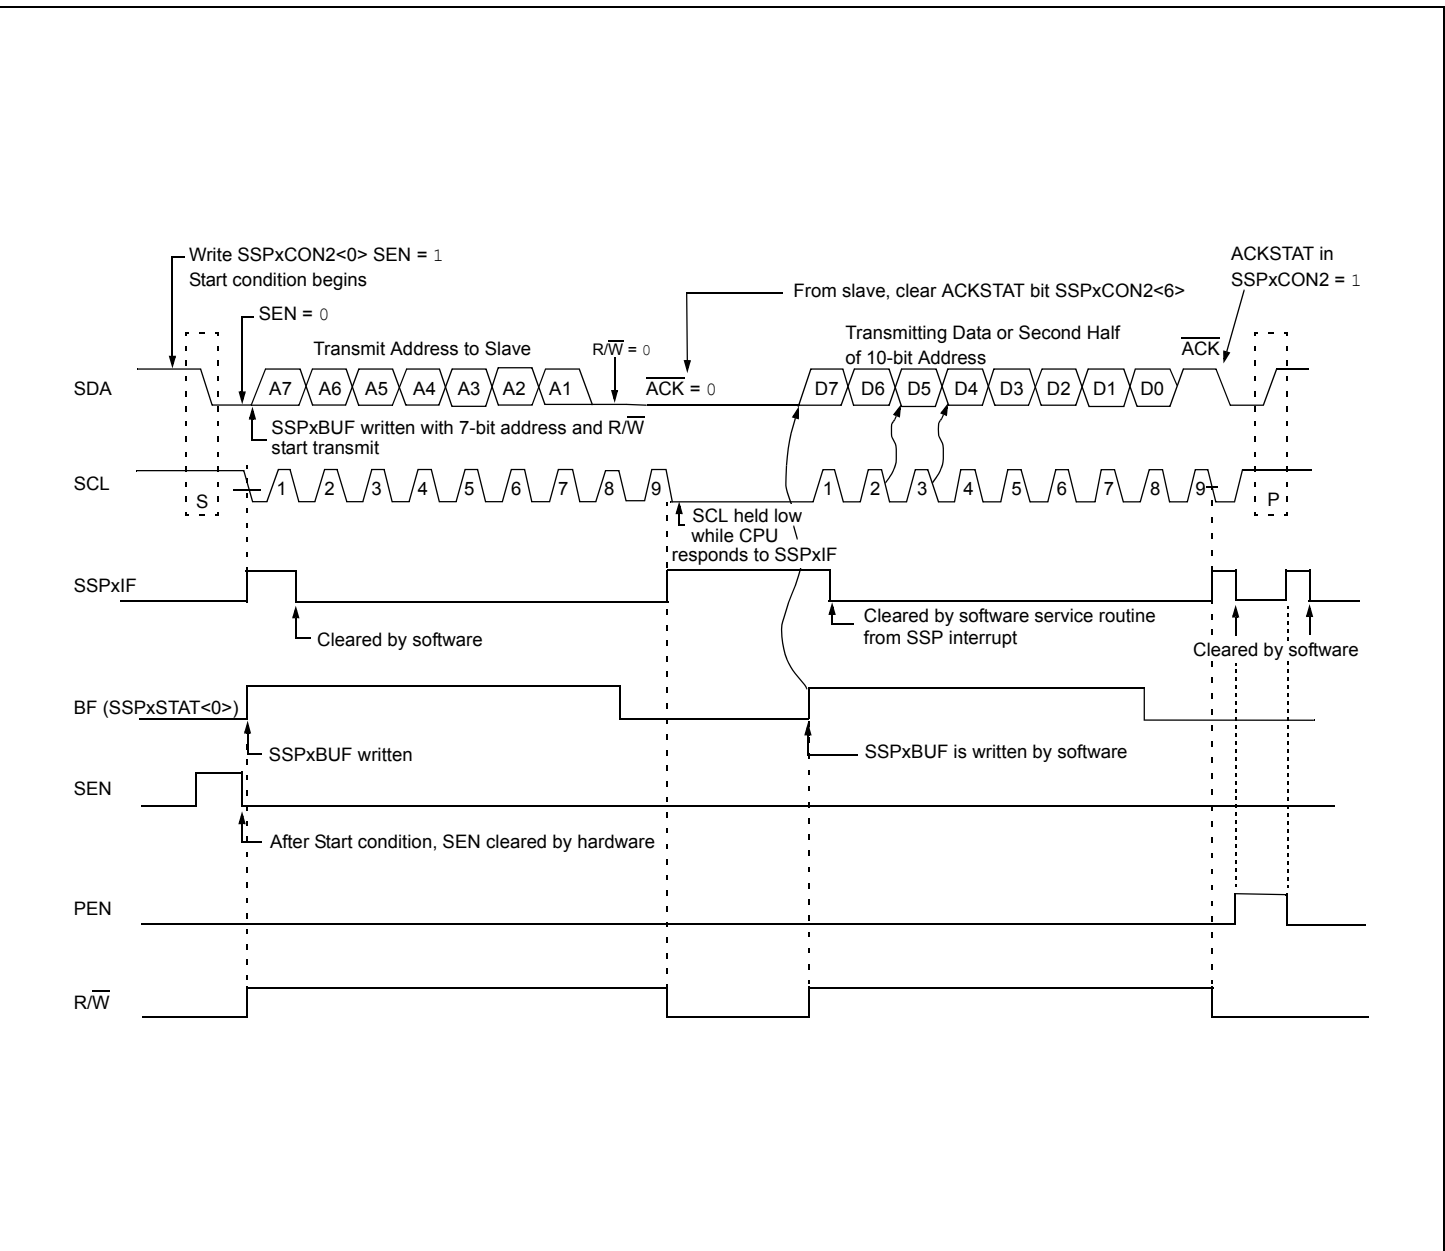 Write SSPxCON2<0> SEN = 1
Start condition begins
ACKSTAT in
SSPxCON2 = 1
From slave, clear ACKSTAT bit SSPxCON2<6>
SEN = 0
Transmit Address to Slave
R/W = 0
Transmitting Data or Second Half
of 10-bit Address
ACK
SDA
A7 A6 A5 A4 A3 A2 A1
ACK = 0
D7 D6 D5 D4 D3 D2 D1 D0
SSPxBUF written with 7-bit address and R/W
start transmit
SCL
S
1 2 3 4 5 6 7 8 9
1 2 3 4 5 6 7 8 9
P
SCL held low
while CPU
responds to SSPxIF
SSPxIF
Cleared by software
Cleared by software service routine
from SSP interrupt
Cleared by software
BF (SSPxSTAT<0>)
SSPxBUF written
SSPxBUF is written by software
SEN
After Start condition, SEN cleared by hardware
PEN
R/W